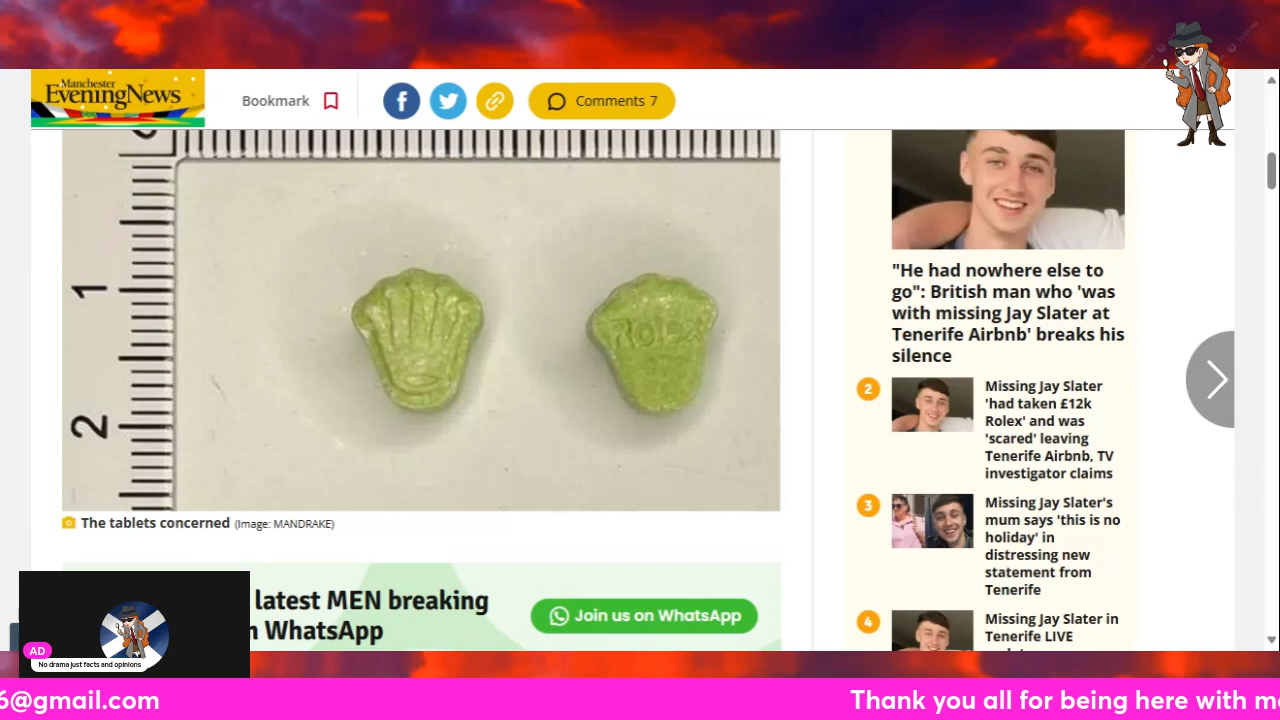 Manchester
EveningNews
Bookmark
Comments 7
1
2
Rolex
The tablets concerned (Image: MANDRAKE)
latest MEN breaking
WhatsApp
Join us on WhatsApp
"He had nowhere else to
go": British man who 'was
with missing Jay Slater at
Tenerife Airbnb' breaks his
silence
2
Missing Jay Slater
'had taken £12k
Rolex' and was
'scared' leaving
Tenerife Airbnb, TV
investigator claims
3
Missing Jay Slater's
mum says 'this is no
holiday' in
distressing new
statement from
Tenerife
4
Missing Jay Slater in
Tenerife LIVE
AD
No drama just facts and opinions
6@gmail.com
Thank you all for being here with